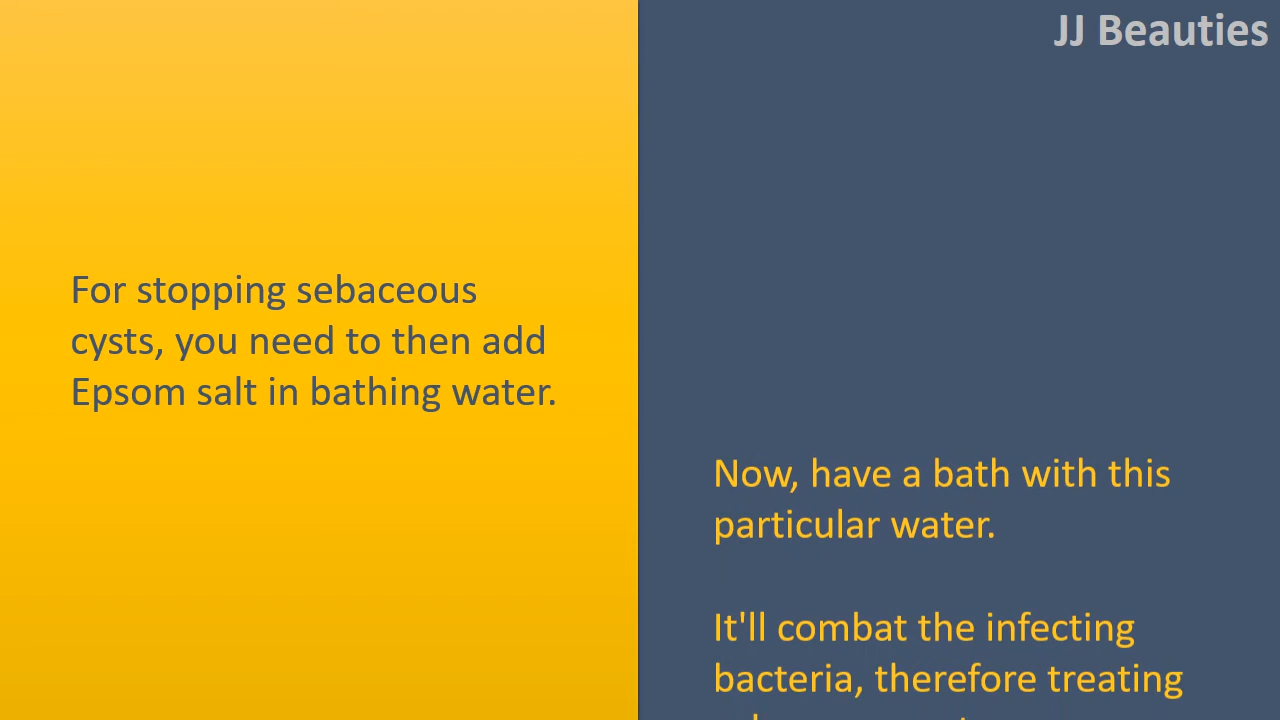 JJ Beauties
For stopping sebaceous
cysts, you need to then add
Epsom salt in bathing water.
Now, have a bath with this
particular water.
It'll combat the infecting
bacteria, therefore treating